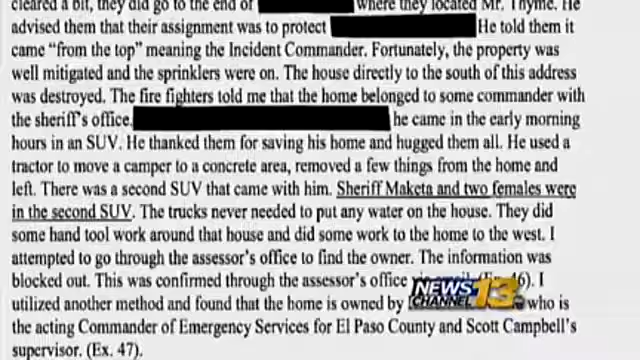 cleared a bit, they did go to the end of where they located Mr. Thyme. He
advised them that their assignment was to protect He told them it
came “from the top” meaning the Incident Commander. Fortunately, the property was
well mitigated and the sprinklers were on. The house directly to the south of this address
was destroyed. The fire fighters told me that the home belonged to some commander with
the sheriff's office. he came in the early morning
hours in an SUV. He thanked them for saving his home and hugged them all. He used a
tractor to move a camper to a concrete area, removed a few things from the home and
left. There was a second SUV that came with him. Sheriff Maketa and two females were
in the second SUV. The trucks never needed to put any water on the house. They did
some hand tool work around that house and did some work to the home to the west. I
attempted to go through the assessor's office to find the owner. The information was
blocked out. This was confirmed through the assessor's office 46). I
utilized another method and found that the home is owned by who is
the acting Commander of Emergency Services for El Paso County and Scott Campbell's
supervisor. (Ex. 47).
NEWS
CHANNEL 13